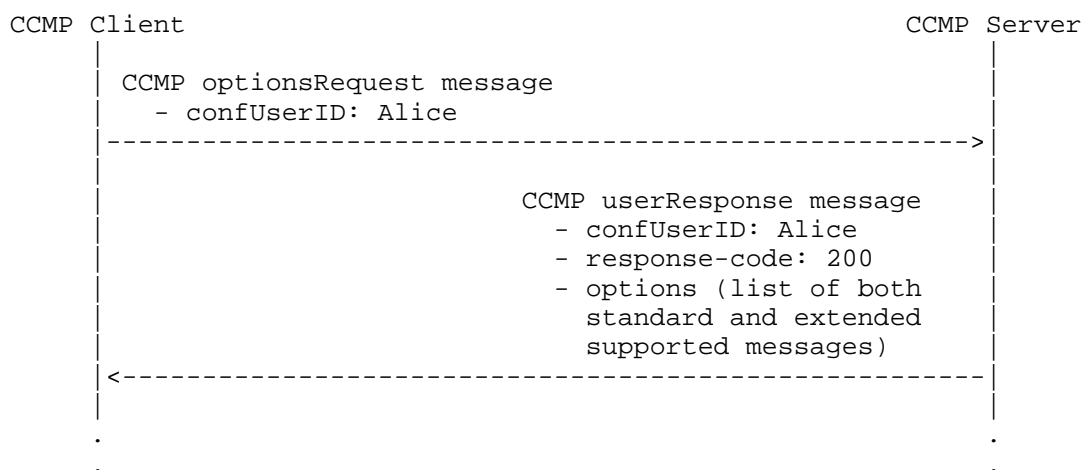 CCMP Client CCMP Server
CCMP optionsRequest message
- confUserID: Alice
CCMP userResponse message
- confUserID: Alice
- response-code: 200
- options (list of both
standard and extended
supported messages)